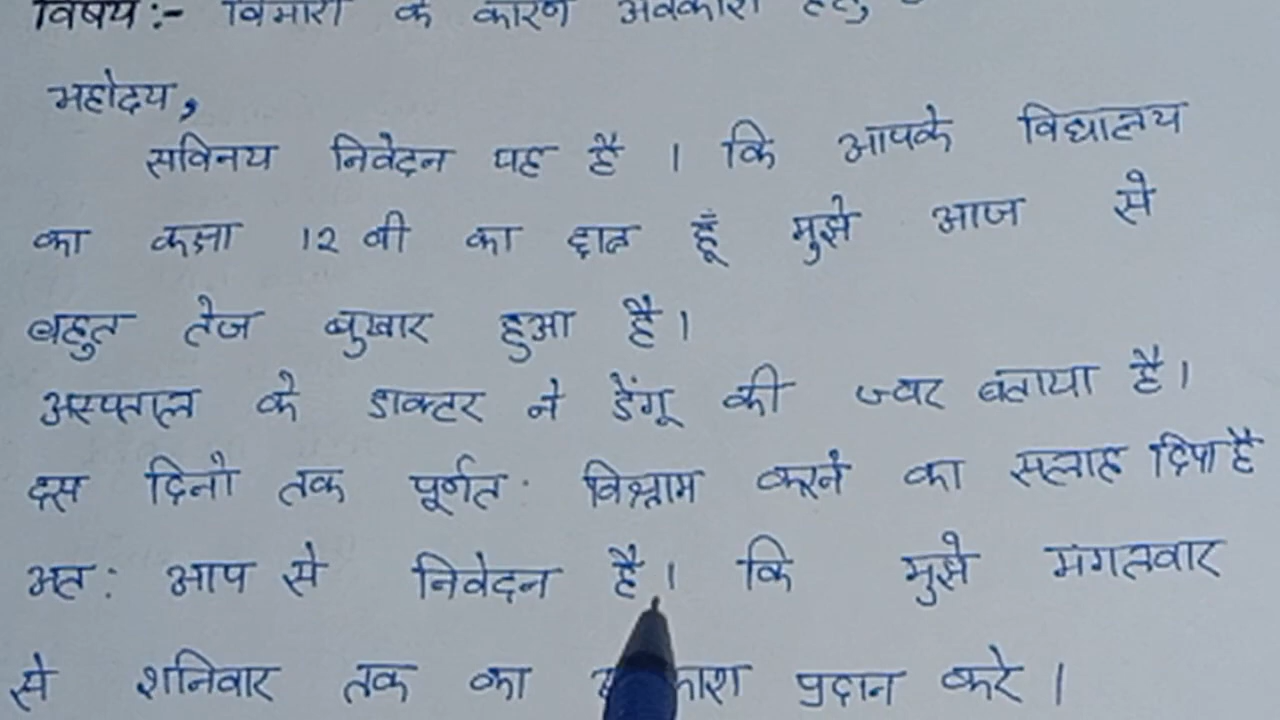 विषय :- बिमारी के कारण अवकाश हेतु
महोदय,
सविनय निवेदन यह है । कि आपके विद्यालय
का कक्षा 12 वी का छात्र हूँ मुझे आज से
बहुत तेज बुखार हुआ है।
अस्पताल के डाक्टर ने डेंगू की ज्वर बताया है।
दस दिनो तक पूर्णत: विश्राम करने का सलाह दिया है
अत: आप से निवेदन है। कि मुझे मंगलवार
से शनिवार तक का प्रदान करे ।